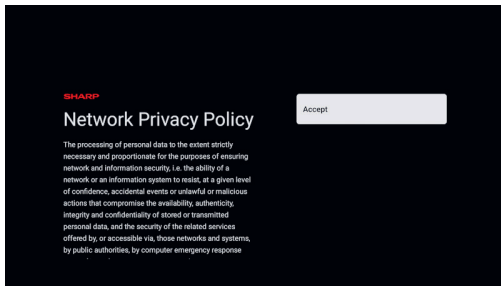 SHARP
Network Privacy Policy
The processing of personal data to the extent strictly
necessary and proportionate for the purposes of ensuring
network and information security, i.e. the ability of a
network or an information system to resist, at a given level
of confidence, accidental events or unlawful or malicious
actions that compromise the availability, authenticity,
integrity and confidentiality of stored or transmitted
personal data, and the security of the related services
offered by, or accessible via, those networks and systems,
by public authorities, by computer emergency response
Accept